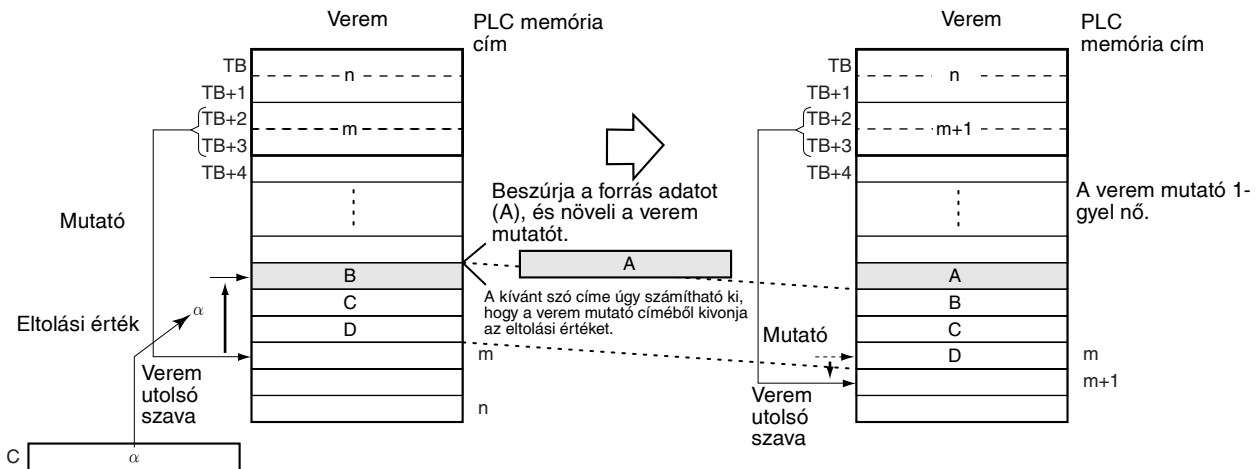 Verem
PLC memória
cím
TB
TB+1
TB+2
TB+3
TB+4
n
m
Mutató
B
C
D
Eltolási érték
α
Verem
utolsó
szava
m
n
C
α
Beszúrja a forrás adatot
(A), és növeli a verem
mutatót.
A
A kívánt szó címe úgy számítható ki,
hogy a verem mutató címéből kivonja
az eltolási értéket.
Verem
PLC
memória cím
TB
TB+1
TB+2
TB+3
TB+4
n
m+1
A verem mutató 1-
gyel nő.
A
B
C
D
Mutató
m
m+1
Verem
utolsó
szava